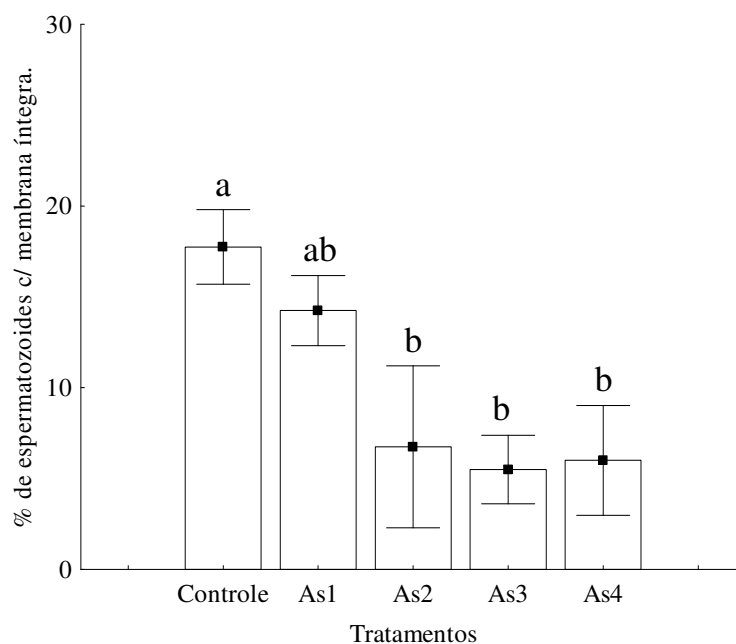 % de espermatozoides c/ membrana íntegra.
30
20
10
0
a
ab
b
b
b
Controle As1 As2 As3 As4
Tratamentos